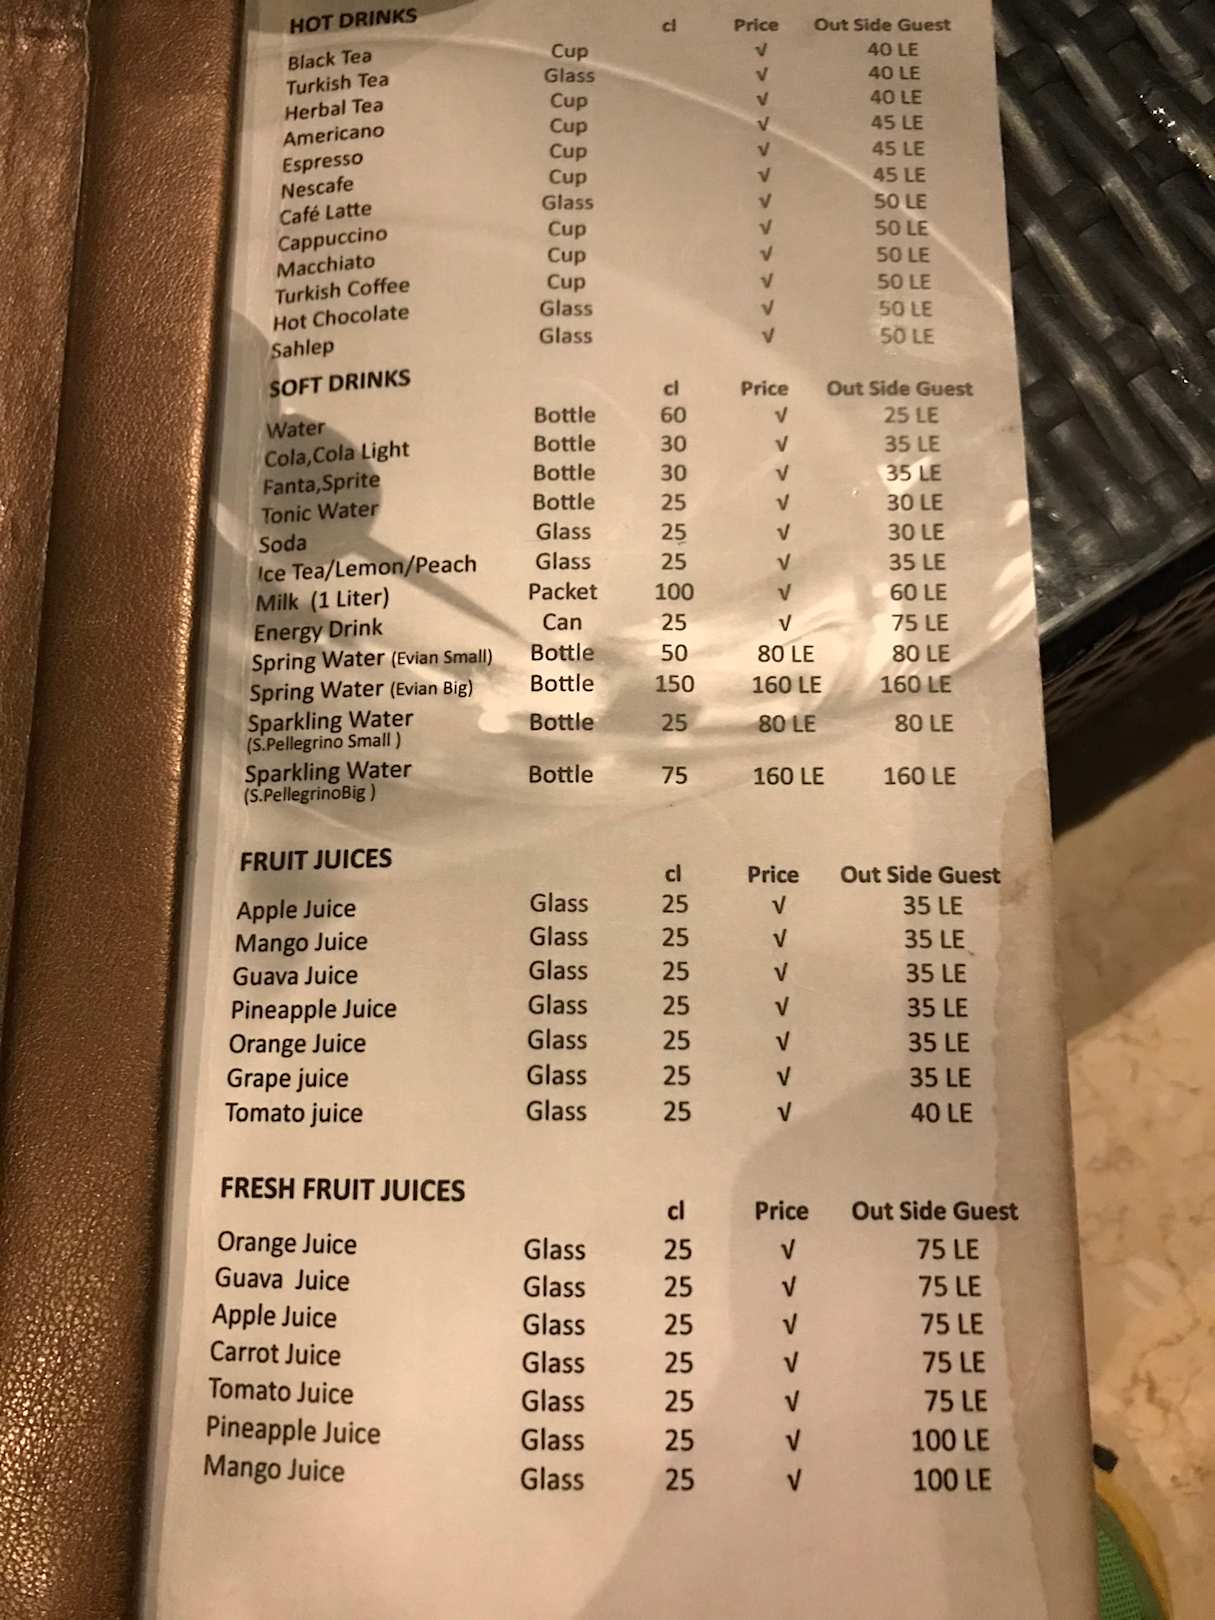 HOT DRINKS cl Price Out Side Guest
Black Tea Cup √ 40 LE
Turkish Tea Glass √ 40 LE
Herbal Tea Cup √ 40 LE
Americano Cup √ 45 LE
Espresso Cup √ 45 LE
Nescafe Cup √ 45 LE
Café Latte Glass √ 50 LE
Cappuccino Cup √ 50 LE
Macchiato Cup √ 50 LE
Turkish Coffee Cup √ 50 LE
Hot Chocolate Glass √ 50 LE
Sahlep Glass √ 50 LE
SOFT DRINKS cl Price Out Side Guest
Water Bottle 60 √ 25 LE
Cola,Cola Light Bottle 30 √ 35 LE
Fanta,Sprite Bottle 30 √ 35 LE
Tonic Water Bottle 25 √ 30 LE
Soda Glass 25 √ 30 LE
Ice Tea/Lemon/Peach Glass 25 √ 35 LE
Milk (1 Liter) Packet 100 √ 60 LE
Energy Drink Can 25 √ 75 LE
Spring Water (Evian Small) Bottle 50 80 LE 80 LE
Spring Water (Evian Big) Bottle 150 160 LE 160 LE
Sparkling Water Bottle 25 80 LE 80 LE
(S.Pellegrino Small )
Sparkling Water Bottle 75 160 LE 160 LE
(S.PellegrinoBig )
FRUIT JUICES cl Price Out Side Guest
Apple Juice Glass 25 √ 35 LE
Mango Juice Glass 25 √ 35 LE
Guava Juice Glass 25 √ 35 LE
Pineapple Juice Glass 25 √ 35 LE
Orange Juice Glass 25 √ 35 LE
Grape juice Glass 25 √ 35 LE
Tomato juice Glass 25 √ 40 LE
FRESH FRUIT JUICES cl Price Out Side Guest
Orange Juice Glass 25 √ 75 LE
Guava Juice Glass 25 √ 75 LE
Apple Juice Glass 25 √ 75 LE
Carrot Juice Glass 25 √ 75 LE
Tomato Juice Glass 25 √ 75 LE
Pineapple Juice Glass 25 √ 100 LE
Mango Juice Glass 25 √ 100 LE